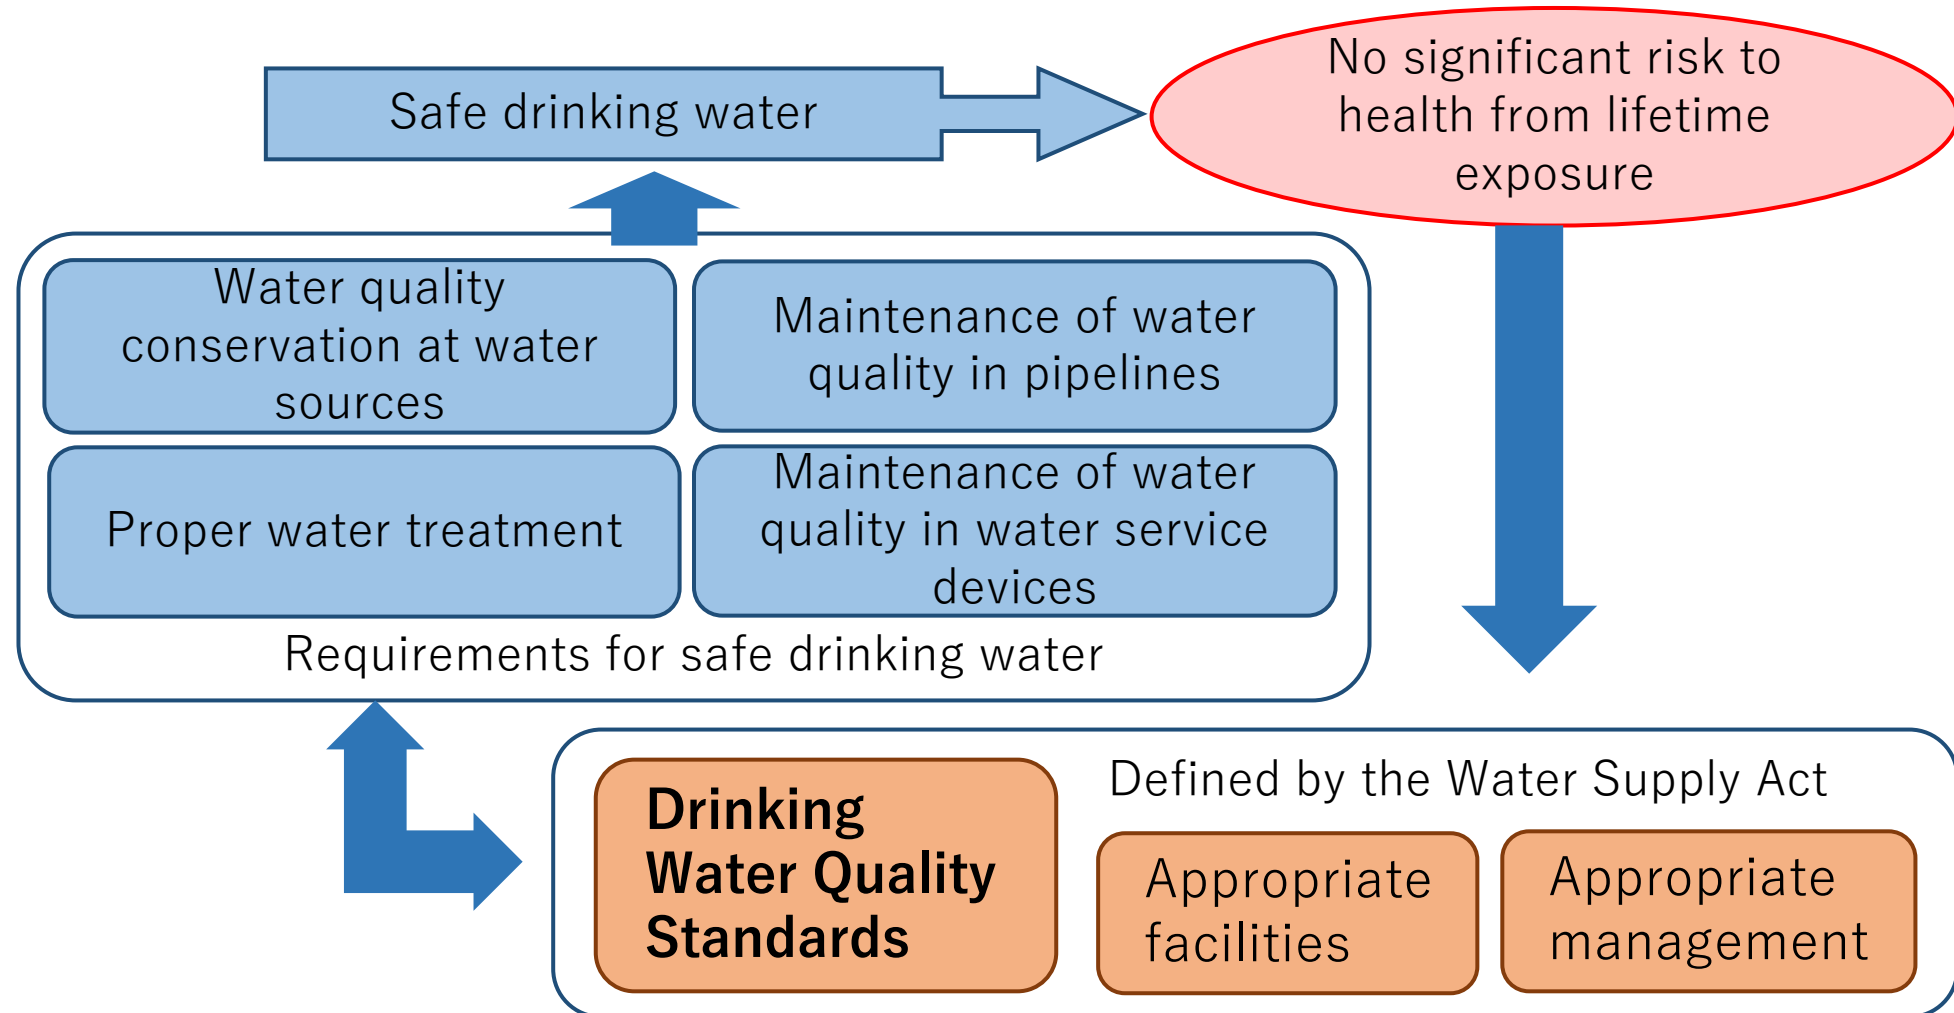 Safe drinking water
No significant risk to
health from lifetime
exposure
Water quality
conservation at water
sources
Maintenance of water
quality in pipelines
Proper water treatment
Maintenance of water
quality in water service
devices
Requirements for safe drinking water
Defined by the Water Supply Act
Drinking
Water Quality
Standards
Appropriate
facilities
Appropriate
management